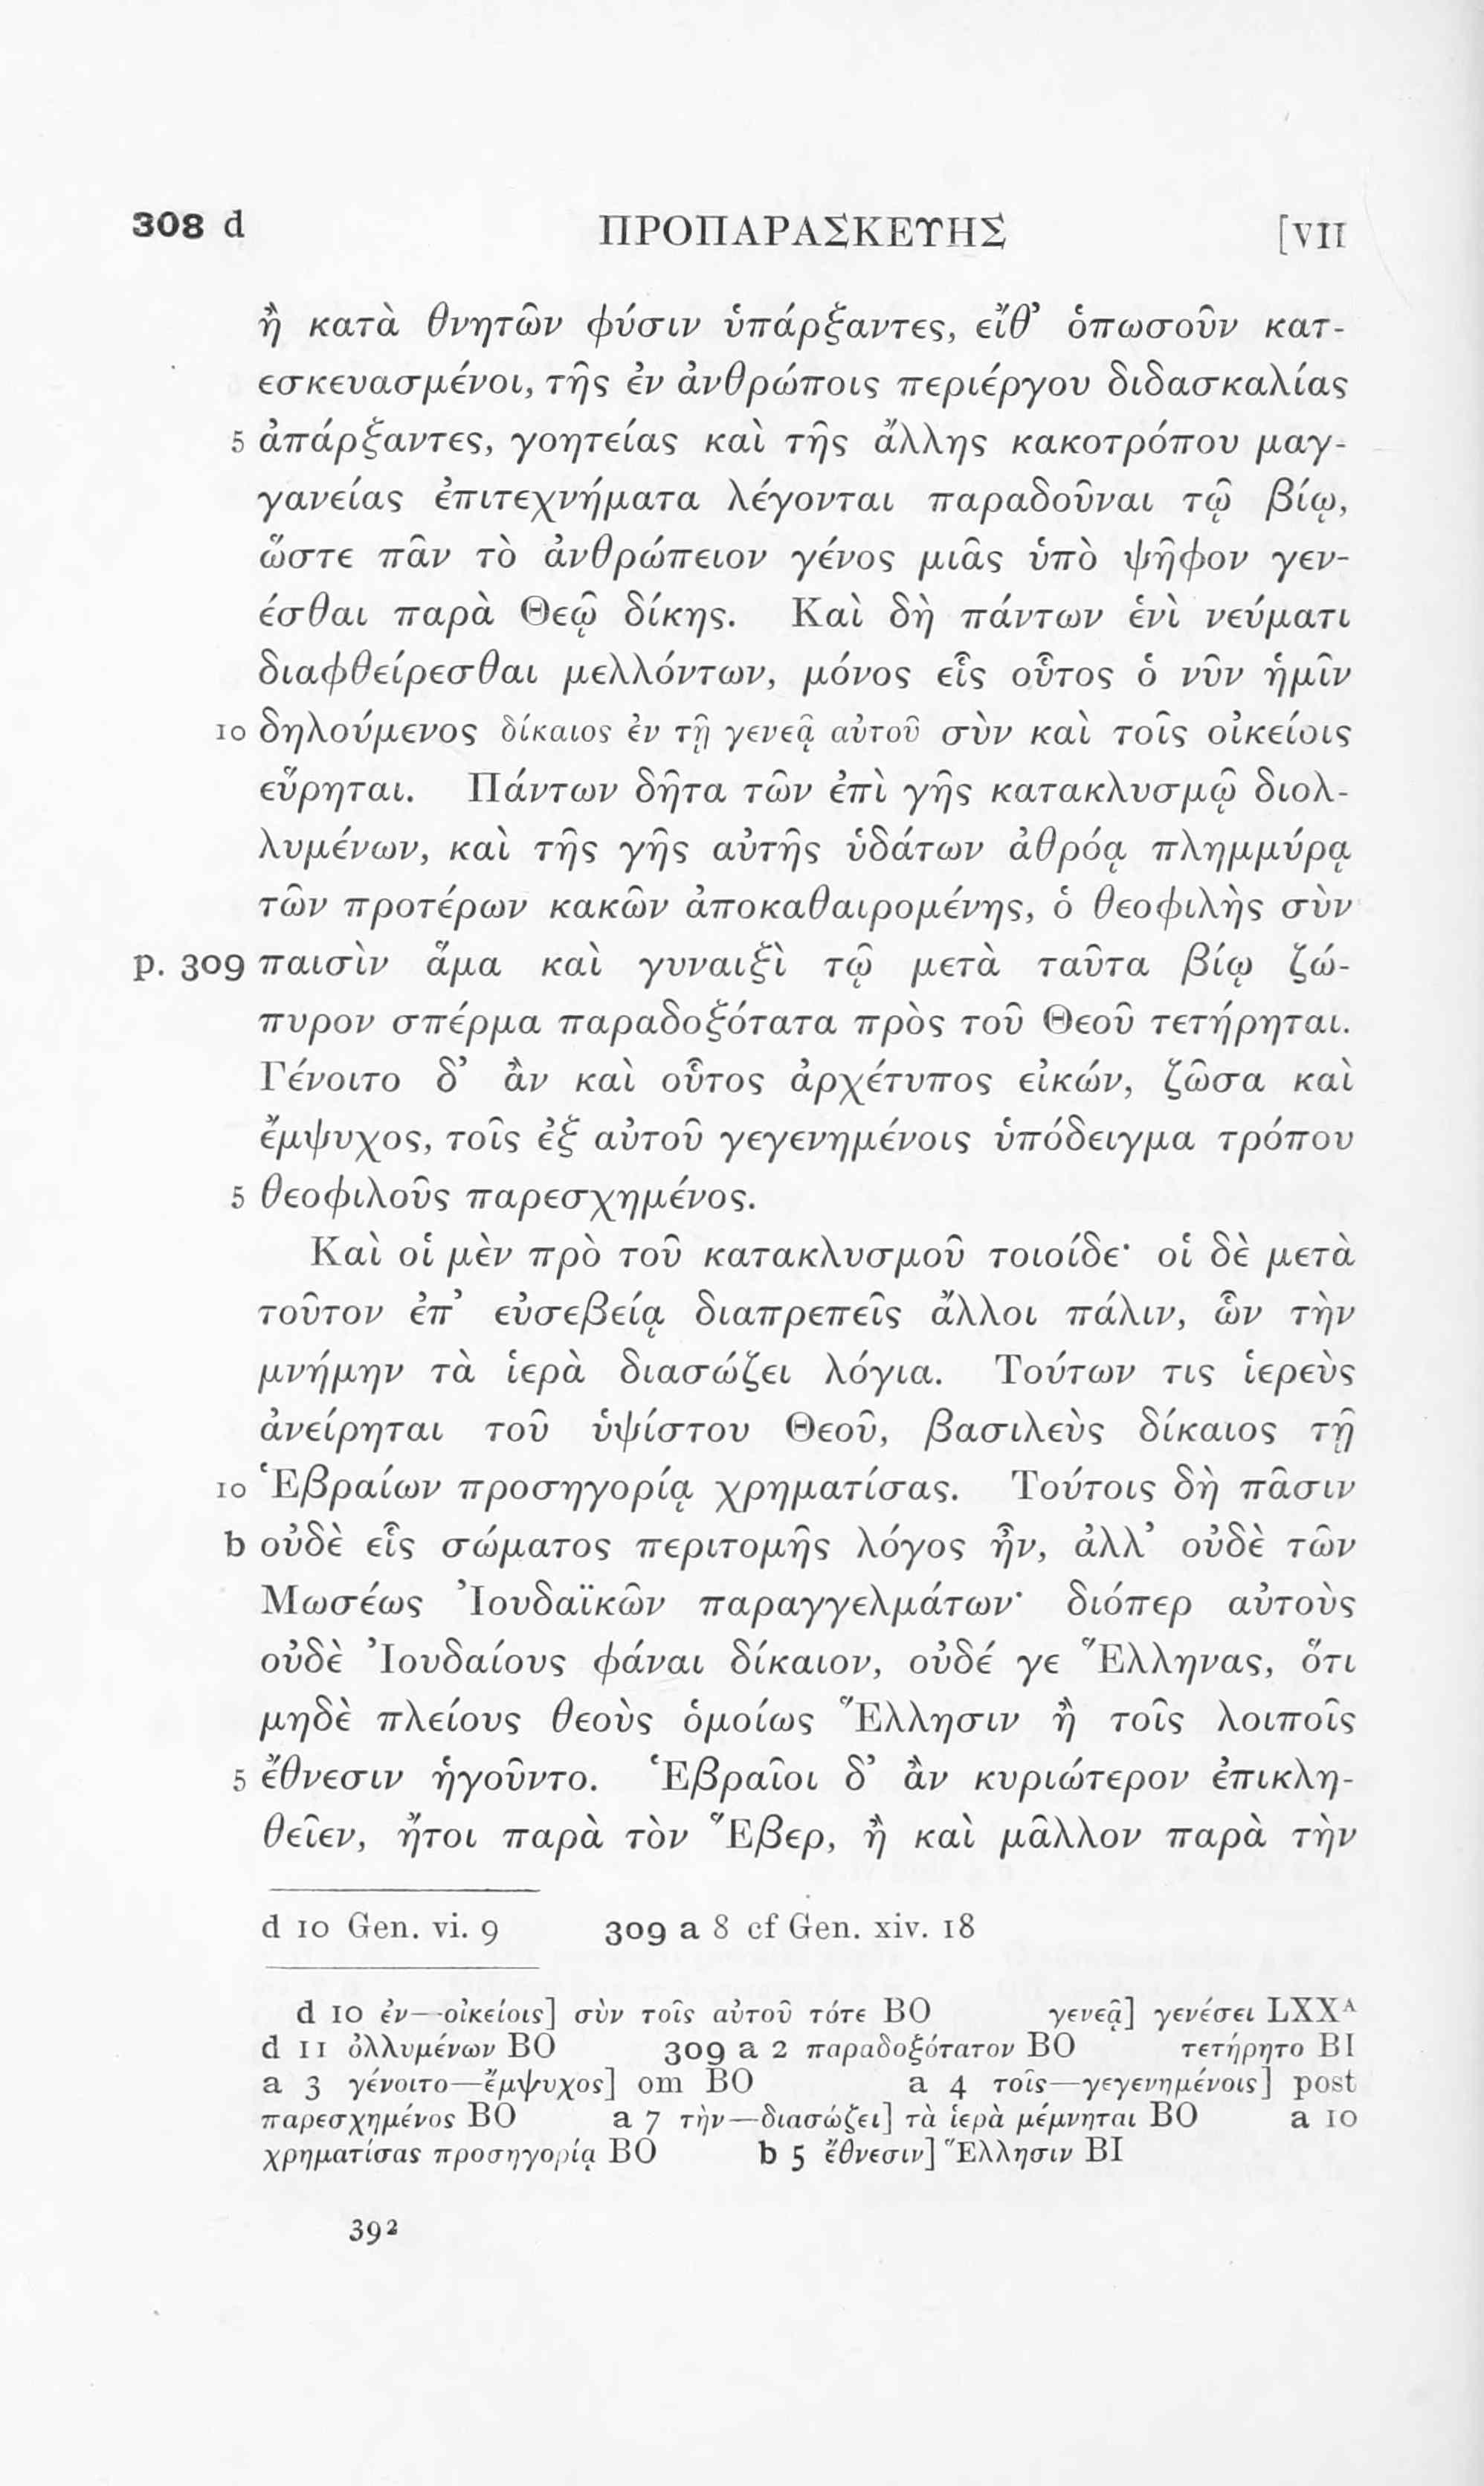 308 d ΠΡΟΠΑΡΑΣΚΕΥΗΣ [VII
ἢ κατὰ θνητῶν φύσιν ὑπάρξαντες, εἴθ’ ὁπωσοῦν κατ-
εσκευασμένοι, τῆς ἐν ἀνθρώποις περιέργου διδασκαλίας
5 ἀπάρξαντες, γοητείας καὶ τῆς ἄλλης κακοτρόπου μαγ-
γανείας ἐπιτεχνήματα λέγονται παραδοῦναι τῷ βίῳ,
ὥστε πᾶν τὸ ἀνθρώπειον γένος μιᾶς ὑπὸ ψῆφον γεν-
έσθαι παρὰ Θεῷ δίκης. Καὶ δὴ πάντων ἑνὶ νεύματι
διαφθείρεσθαι μελλόντων, μόνος εἷς οὗτος ὁ νῦν ἡμῖν
10 δηλούμενος δίκαιος ἐν τῇ γενεᾷ αὐτοῦ σὺν καὶ τοῖς οἰκείοις
εὕρηται. Πάντων δῆτα τῶν ἐπὶ γῆς κατακλυσμῷ διολ-
λυμένων, καὶ τῆς γῆς αὐτῆς ὑδάτων ἀθρόᾳ πλημμύρᾳ
τῶν προτέρων κακῶν ἀποκαθαιρομένης, ὁ θεοφιλὴς σὺν
p. 309 παισὶν ἅμα καὶ γυναιξὶ τῷ μετὰ ταῦτα βίῳ ζώ-
πυρον σπέρμα παραδοξότατα πρὸς τοῦ Θεοῦ τετήρηται.
Γένοιτο δ’ ἂν καὶ οὗτος ἀρχέτυπος εἰκών, ζῶσα καὶ
ἔμψυχος, τοῖς ἐξ αὐτοῦ γεγενημένοις ὑπόδειγμα τρόπου
5 θεοφιλοῦς παρεσχημένος.
Καὶ οἱ μὲν πρὸ τοῦ κατακλυσμοῦ τοιοίδε· οἱ δὲ μετὰ
τοῦτον ἐπ’ εὐσεβείᾳ διαπρεπεῖς ἄλλοι πάλιν, ὧν τὴν
μνήμην τὰ ἱερὰ διασώζει λόγια. Τούτων τις ἱερεὺς
ἀνείρηται τοῦ ὑψίστου Θεοῦ, βασιλεὺς δίκαιος τῇ
10 Ἑβραίων προσηγορίᾳ χρηματίσας. Τούτοις δὴ πᾶσιν
b οὐδὲ εἷς σώματος περιτομῆς λόγος ἦν, ἀλλ’ οὐδὲ τῶν
Μωσέως Ἰουδαϊκῶν παραγγελμάτων· διόπερ αὐτοὺς
οὐδὲ Ἰουδαίους φάναι δίκαιον, οὐδέ γε Ἕλληνας, ὅτι
μηδὲ πλείους θεοὺς ὁμοίως Ἕλλησιν ἢ τοῖς λοιποῖς
5 ἔθνεσιν ἡγοῦντο. Ἑβραῖοι δ’ ἂν κυριώτερον ἐπικλη-
θεῖεν, ἤτοι παρὰ τὸν Ἕβερ, ἢ καὶ μᾶλλον παρὰ τὴν
d 10 Gen. vi. 9 309 a 8 cf Gen. xiv. 18
d 10 ἐν—οἰκείοις] σὺν τοῖς αὐτοῦ τότε BO γενεᾷ] γενέσει LXXᴬ
d 11 ὀλλυμένων BO 309 a 2 παραδοξότατον BO τετήρητο BI
a 3 γένοιτο—ἔμψυχος] om BO a 4 τοῖς—γεγενημένοις] post
παρεσχημένος BO a 7 τὴν—διασώζει] τὰ ἱερὰ μέμνηται BO a 10
χρηματίσας προσηγορίᾳ BO b 5 ἔθνεσιν] Ἕλλησιν BI
392